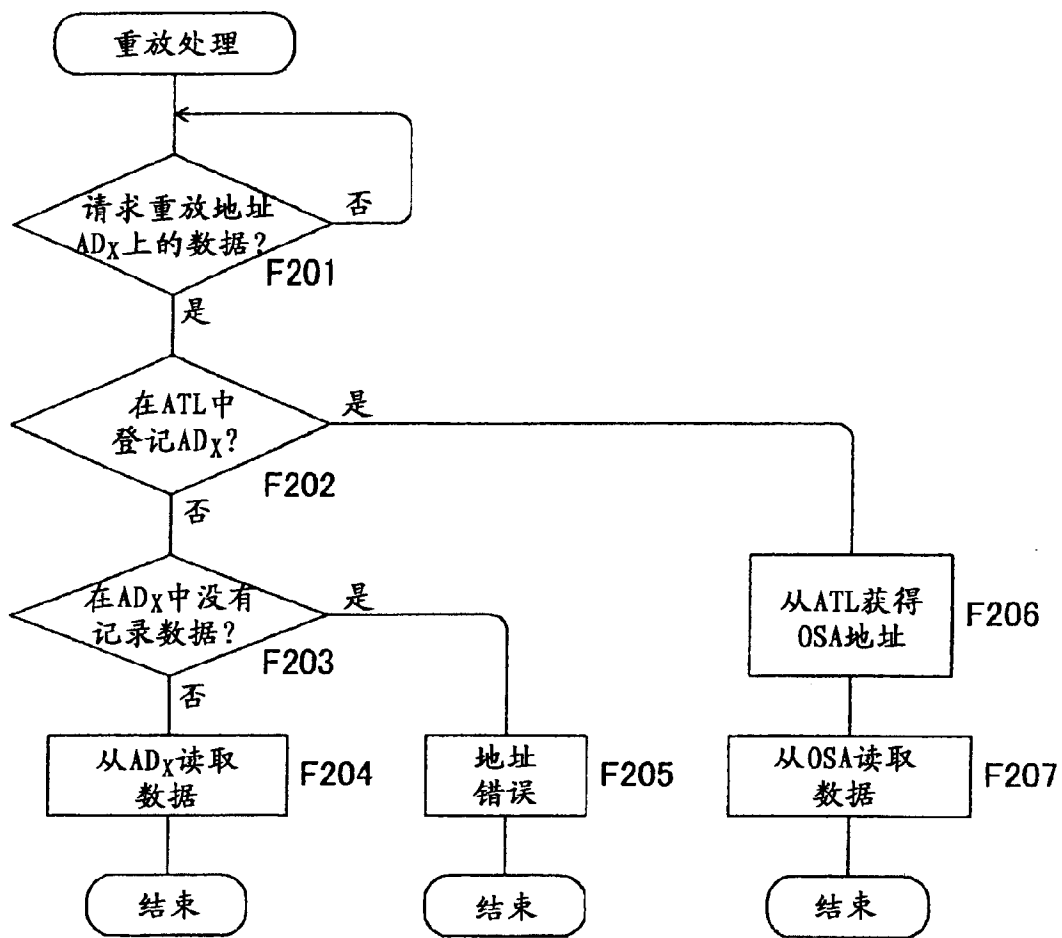 重放处理
请求重放地址
ADX上的数据?
否
F201
是
在ATL中
登记ADX?
是
F202
否
在ADX中没有
记录数据?
是
F203
否
从ATL获得
OSA地址
F206
从ADX读取
数据
F204
地址
错误
F205
从OSA读取
数据
F207
结束
结束
结束